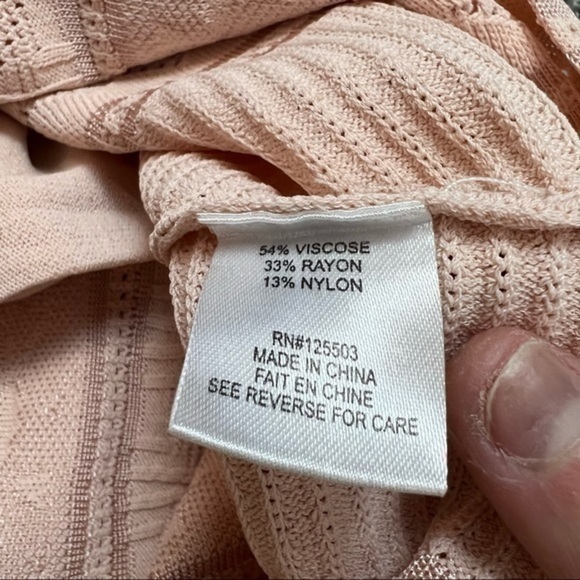 54% VISCOSE
33% RAYON
13% NYLON
RN#125503
MADE IN CHINA
FAIT EN CHINE
SEE REVERSE FOR CARE